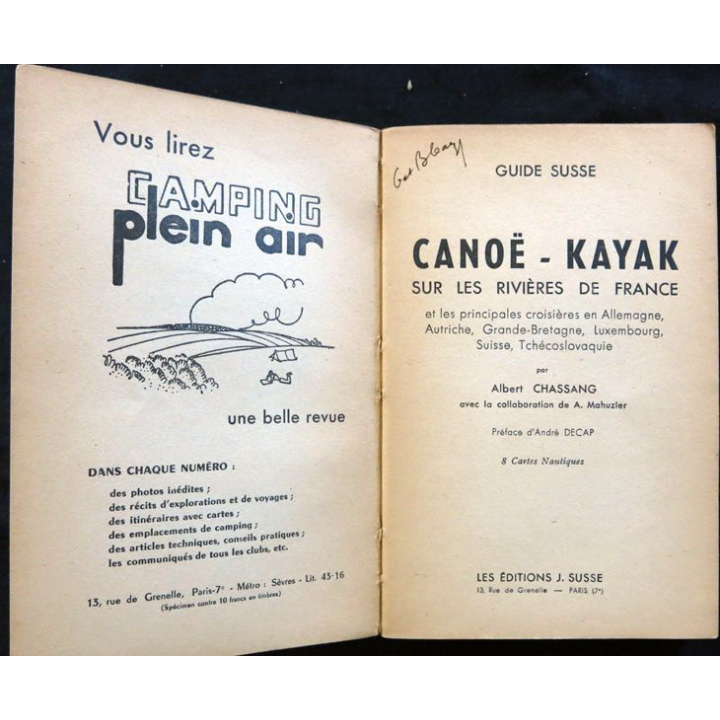 Vous lirez
CAMPING
plein air
une belle revue
DANS CHAQUE NUMÉRO :
des photos inédites ;
des récits d'explorations et de voyages ;
des itinéraires avec cartes ;
des emplacements de camping ;
des articles techniques, conseils pratiques ;
les communiqués de tous les clubs, etc.
13, rue de Grenelle, Paris-7e - Métro : Sèvres - Lit. 43-16
(Spécimen contre 10 francs en timbres)
GUIDE SUSSE
CANOË - KAYAK
SUR LES RIVIÈRES DE FRANCE
et les principales croisières en Allemagne,
Autriche, Grande-Bretagne, Luxembourg,
Suisse, Tchécoslovaquie
par
Albert CHASSANG
avec la collaboration de A. Mahuzier
Préface d'André DECAP
8 Cartes Nautiques
LES ÉDITIONS J. SUSSE
13, Rue de Grenelle — PARIS (7e)